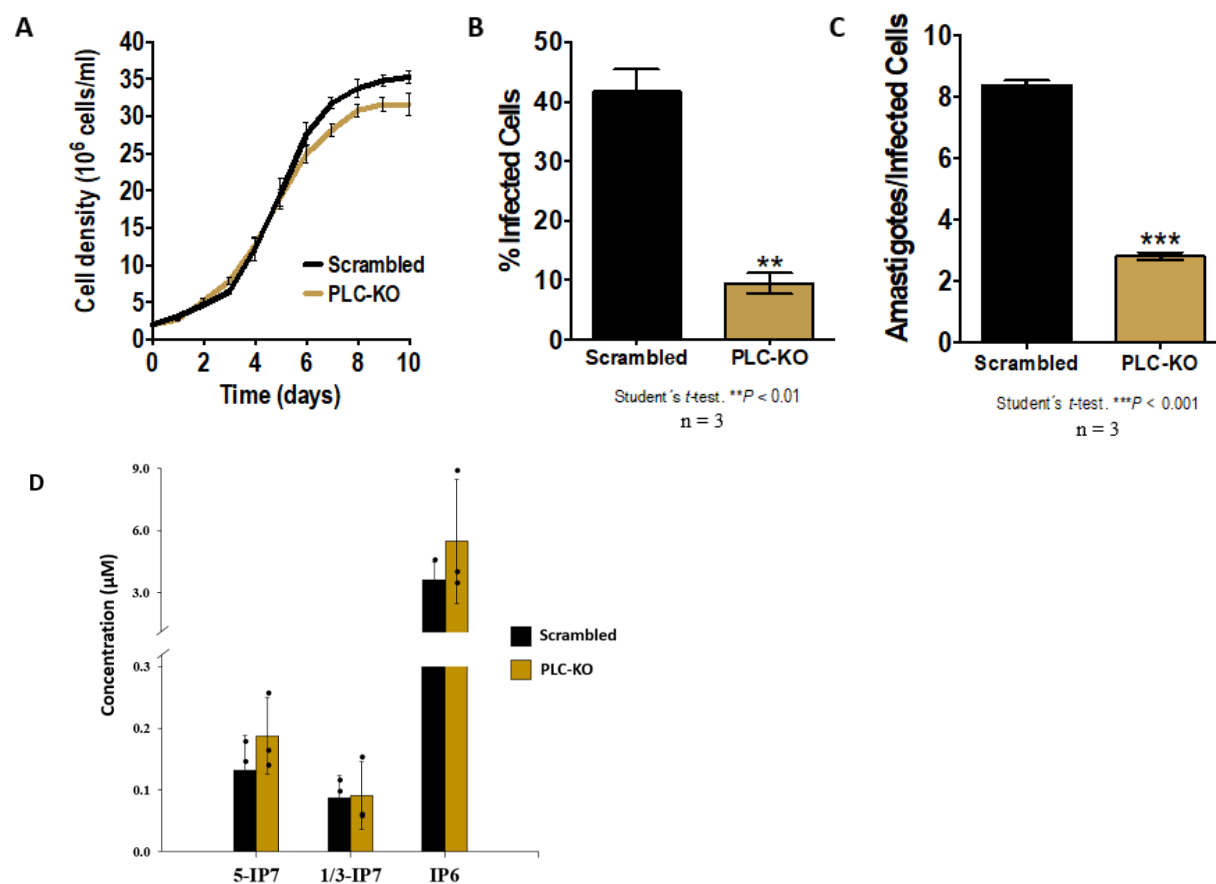 A
Cell density (10⁶ cells/ml)
40
35
30
25
20
15
10
5
0
0 2 4 6 8 10
Time (days)
Scrambled
PLC-KO
B
% Infected Cells
50
40
30
20
10
0
**
Scrambled PLC-KO
Student´s t-test. **P < 0.01
n = 3
C
Amastigotes/Infected Cells
10
8
6
4
2
0
***
Scrambled PLC-KO
Student´s t-test. ***P < 0.001
n = 3
D
Concentration (µM)
9.0
6.0
3.0
0.3
0.2
0.1
0.0
5-IP7 1/3-IP7 IP6
Scrambled
PLC-KO